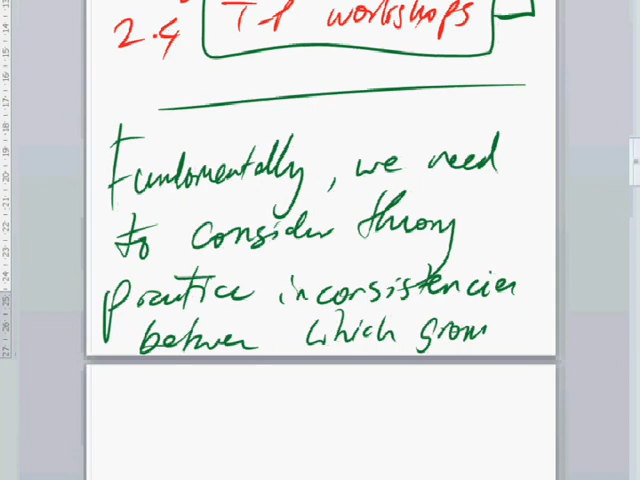 2.4 workshops
Fundamentally, we need
to consider theory
practice inconsistencies
between which grow